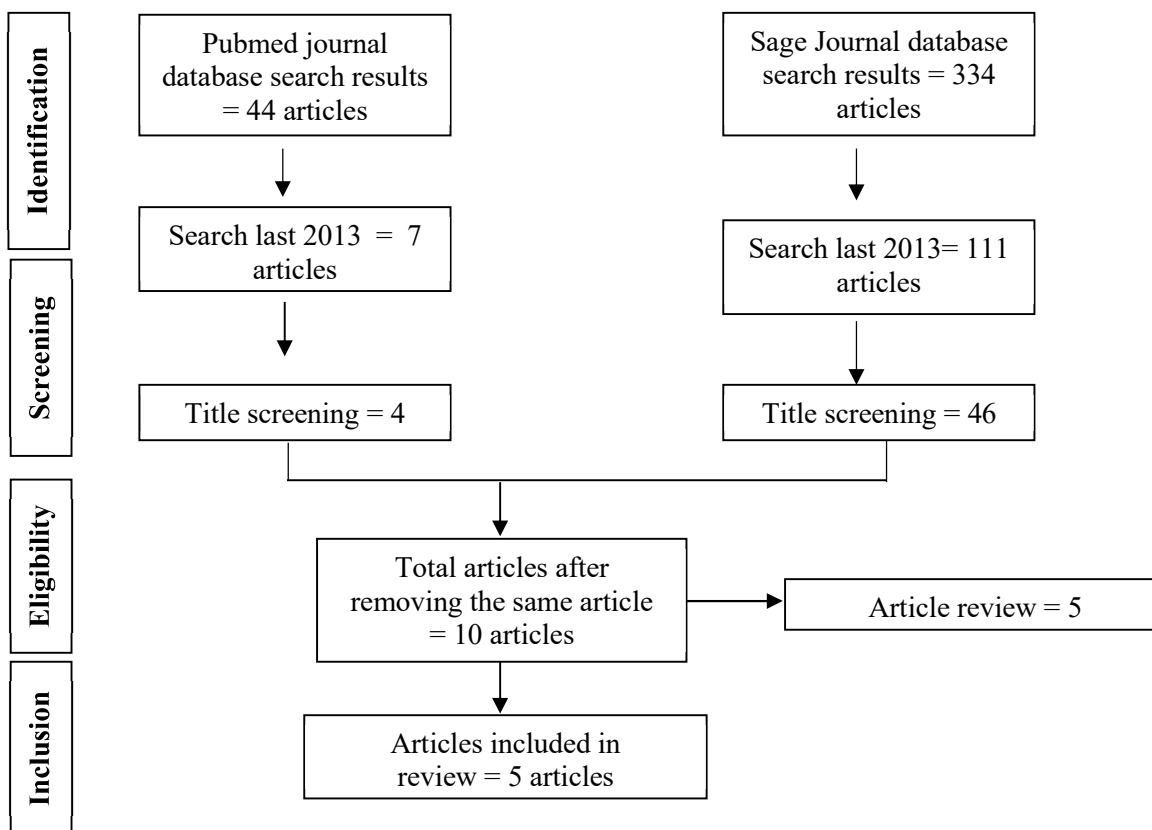 Identification
Pubmed journal
database search results
= 44 articles
Sage Journal database
search results = 334
articles
Search last 2013 = 7
articles
Search last 2013= 111
articles
Screening
Title screening = 4
Title screening = 46
Eligibility
Total articles after
removing the same article
= 10 articles
Article review = 5
Inclusion
Articles included in
review = 5 articles